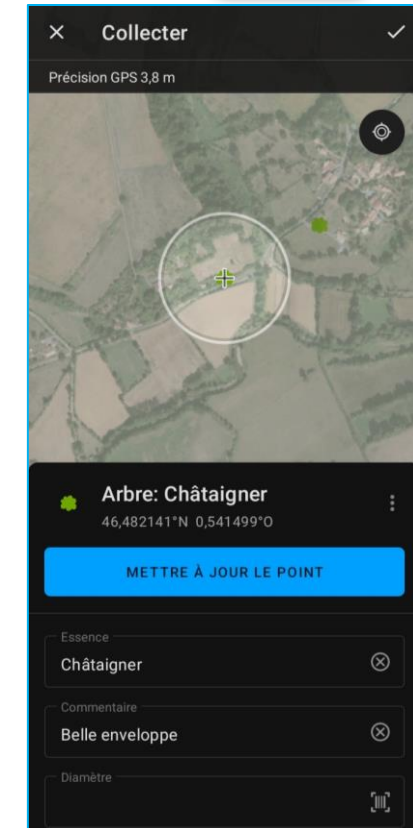 Collecter
Précision GPS 3,8 m
Arbre: Châtaigner
46,482141°N 0,541499°O
METTRE À JOUR LE POINT
Essence
Châtaigner
Commentaire
Belle enveloppe
Diamètre